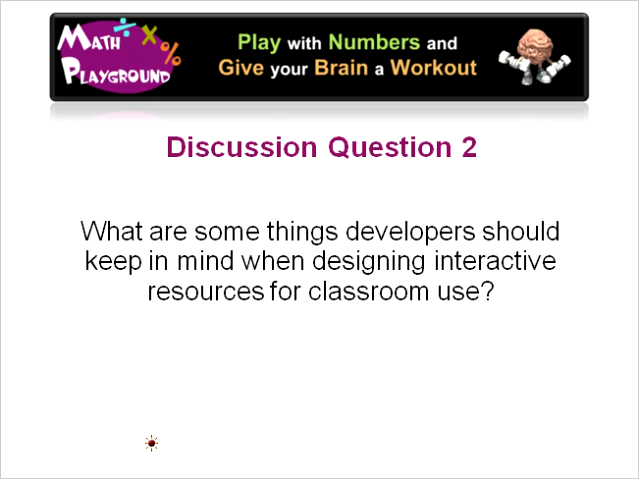 MATH
PLAYGROUND
Play with Numbers and
Give your Brain a Workout
Discussion Question 2
What are some things developers should
keep in mind when designing interactive
resources for classroom use?